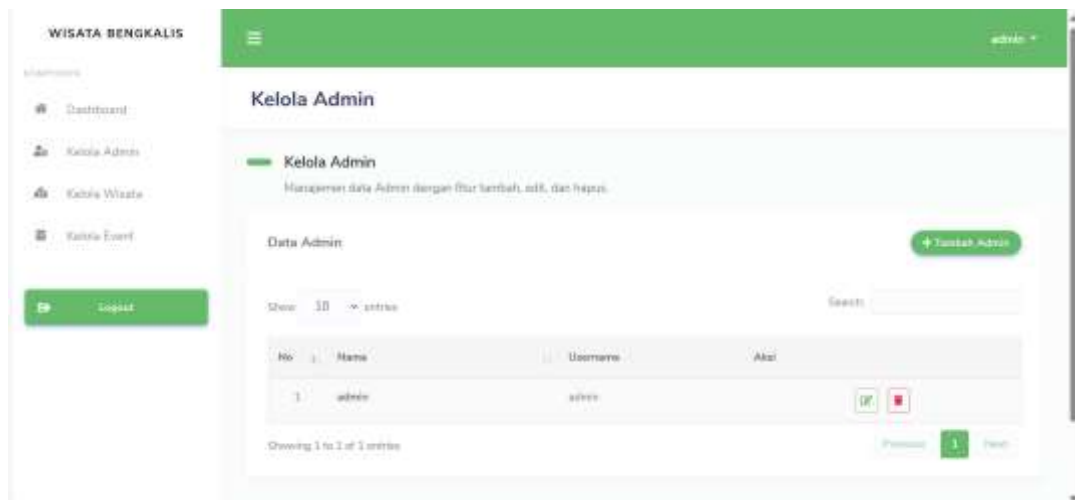 WISATA BENGKALIS
admin
Dashboard
Kelola Admin
Kelola Wisata
Kelola Event
Logout
Kelola Admin
Kelola Admin
Manajemen data Admin dengan fitur tambah, edit, dan hapus.
Data Admin
Tambah Admin
Show 10 entries
Search:
No Nama Username Aksi
1 admin admin
Showing 1 to 1 of 1 entries
Previous 1 Next